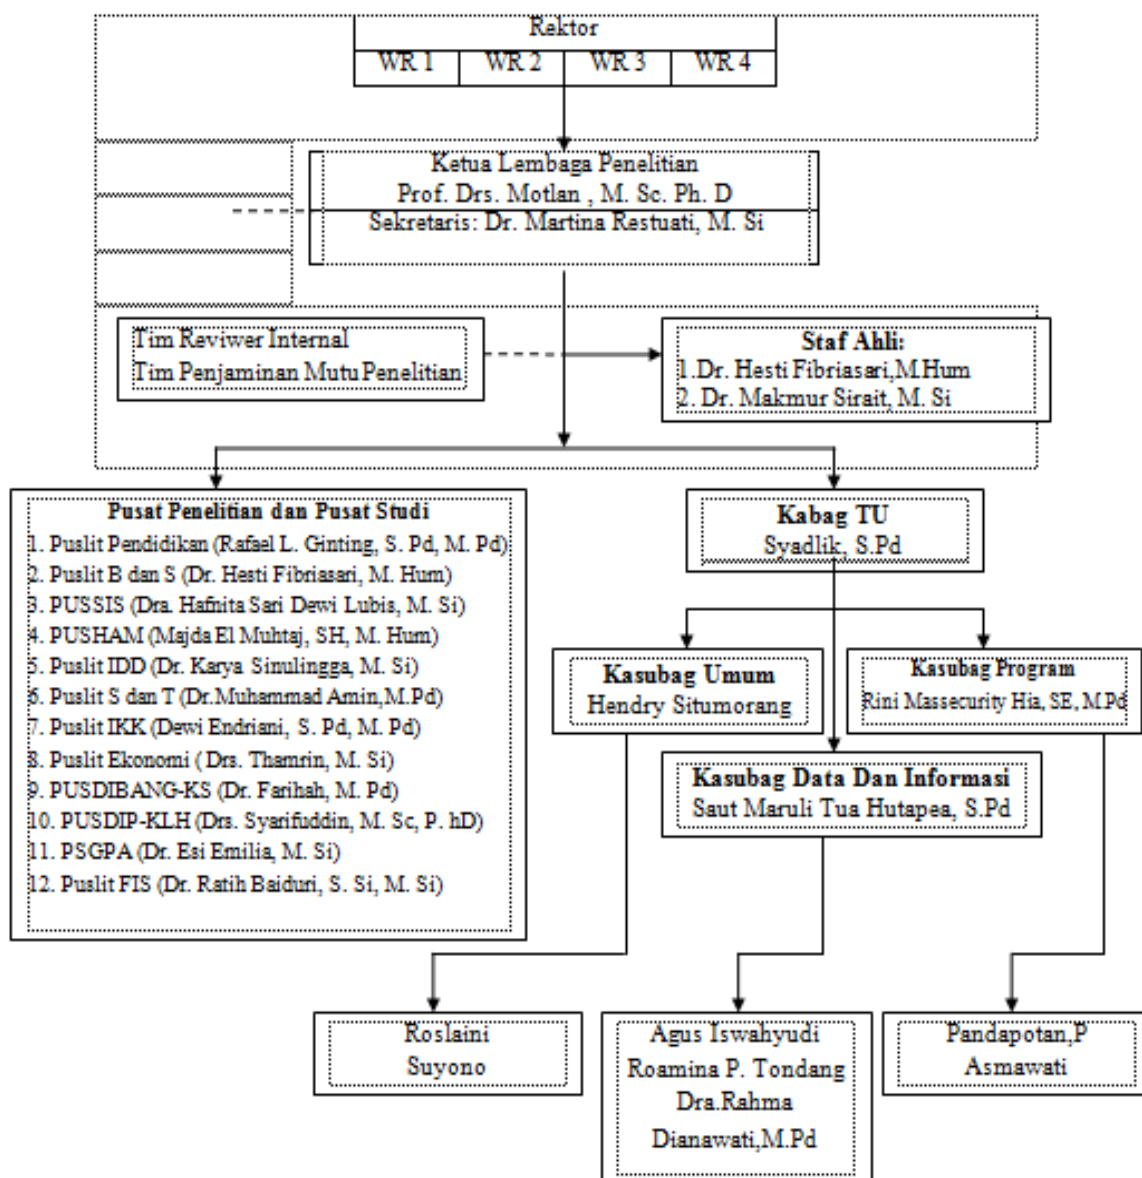 Rektor
WR 1 WR 2 WR 3 WR 4
Ketua Lembaga Penelitian
Prof. Drs. Motlan , M. Sc. Ph. D
Sekretaris: Dr. Martina Restuati, M. Si
Tim Reviwer Internal
Tim Penjaminan Mutu Penelitian
Staf Ahli:
1.Dr. Hesti Fibriasari,M.Hum
2. Dr. Makmur Sirait, M. Si
Pusat Penelitian dan Pusat Studi
1. Puslit Pendidikan (Rafael L. Ginting, S. Pd, M. Pd)
2. Puslit B dan S (Dr. Hesti Fibriasari, M. Hum)
3. PUSSIS (Dra. Hafnita Sari Dewi Lubis, M. Si)
4. PUSHAM (Majda El Muhtaj, SH, M. Hum)
5. Puslit IDD (Dr. Karya Sinulingga, M. Si)
6. Puslit S dan T (Dr.Muhammad Amin,M.Pd)
7. Puslit IKK (Dewi Endriani, S. Pd, M. Pd)
8. Puslit Ekonomi ( Drs. Thamrin, M. Si)
9. PUSDIBANG-KS (Dr. Farihah, M. Pd)
10. PUSDIP-KLH (Drs. Syarifuddin, M. Sc, P. hD)
11. PSGPA (Dr. Esi Emilia, M. Si)
12. Puslit FIS (Dr. Ratih Baiduri, S. Si, M. Si)
Kabag TU
Syadlik, S.Pd
Kasubag Umum
Hendry Situmorang
Kasubag Program
Rini Massecurity Hia, SE, M.Pd
Kasubag Data Dan Informasi
Saut Maruli Tua Hutapea, S.Pd
Roslaini
Suyono
Agus Iswahyudi
Roamina P. Tondang
Dra.Rahma
Dianawati,M.Pd
Pandapotan,P
Asmawati